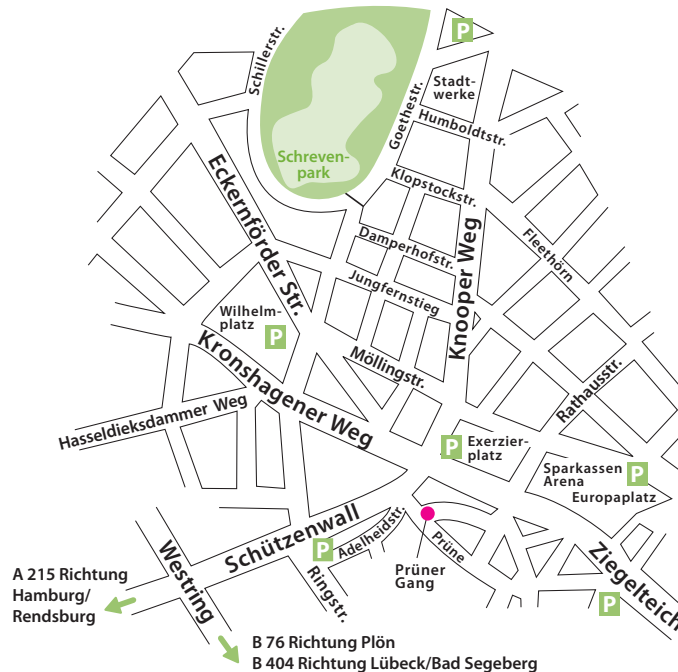 P
Schillerstr.
Stadt-
werke
Goethestr.
Humboldtstr.
Schreven-
park
Klopstockstr.
Eckernförder Str.
Damperhofstr.
Knooper Weg
Fleethörn
Jungfernstieg
Wilhelm-
platz
P
Möllingstr.
Kronshagener Weg
Rathausstr.
Hasseldieksdammer Weg
P
Exerzier-
platz
Sparkassen
Arena
P
Europaplatz
Schützenwall
P
Adelheidstr.
Prüne
Prüner
Gang
Ziegelteich
P
Westring
Ringstr.
A 215 Richtung
Hamburg/
Rendsburg
B 76 Richtung Plön
B 404 Richtung Lübeck/Bad Segeberg